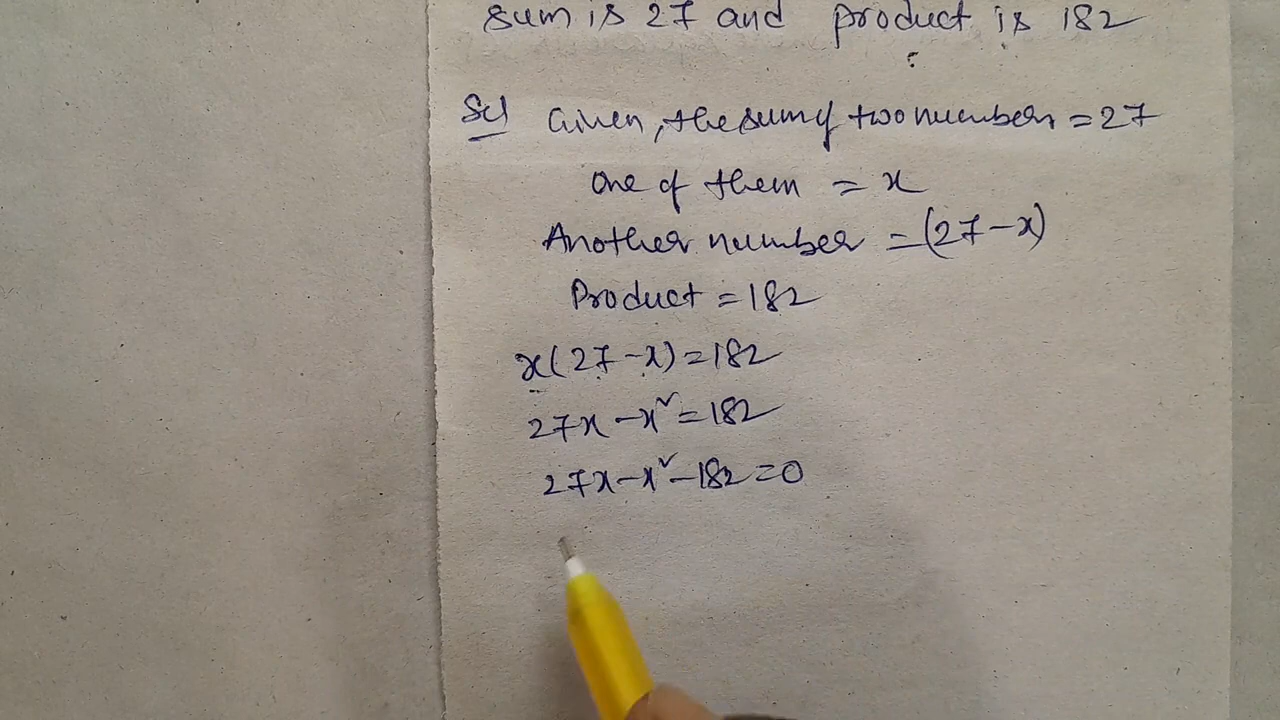 sum is 27 and product is 182
?
Sol Given, the sum of two numbers = 27
One of them = x
Another number = (27-x)
Product = 182
x(27-x)=182
27x-x²=182
27x-x²-182=0